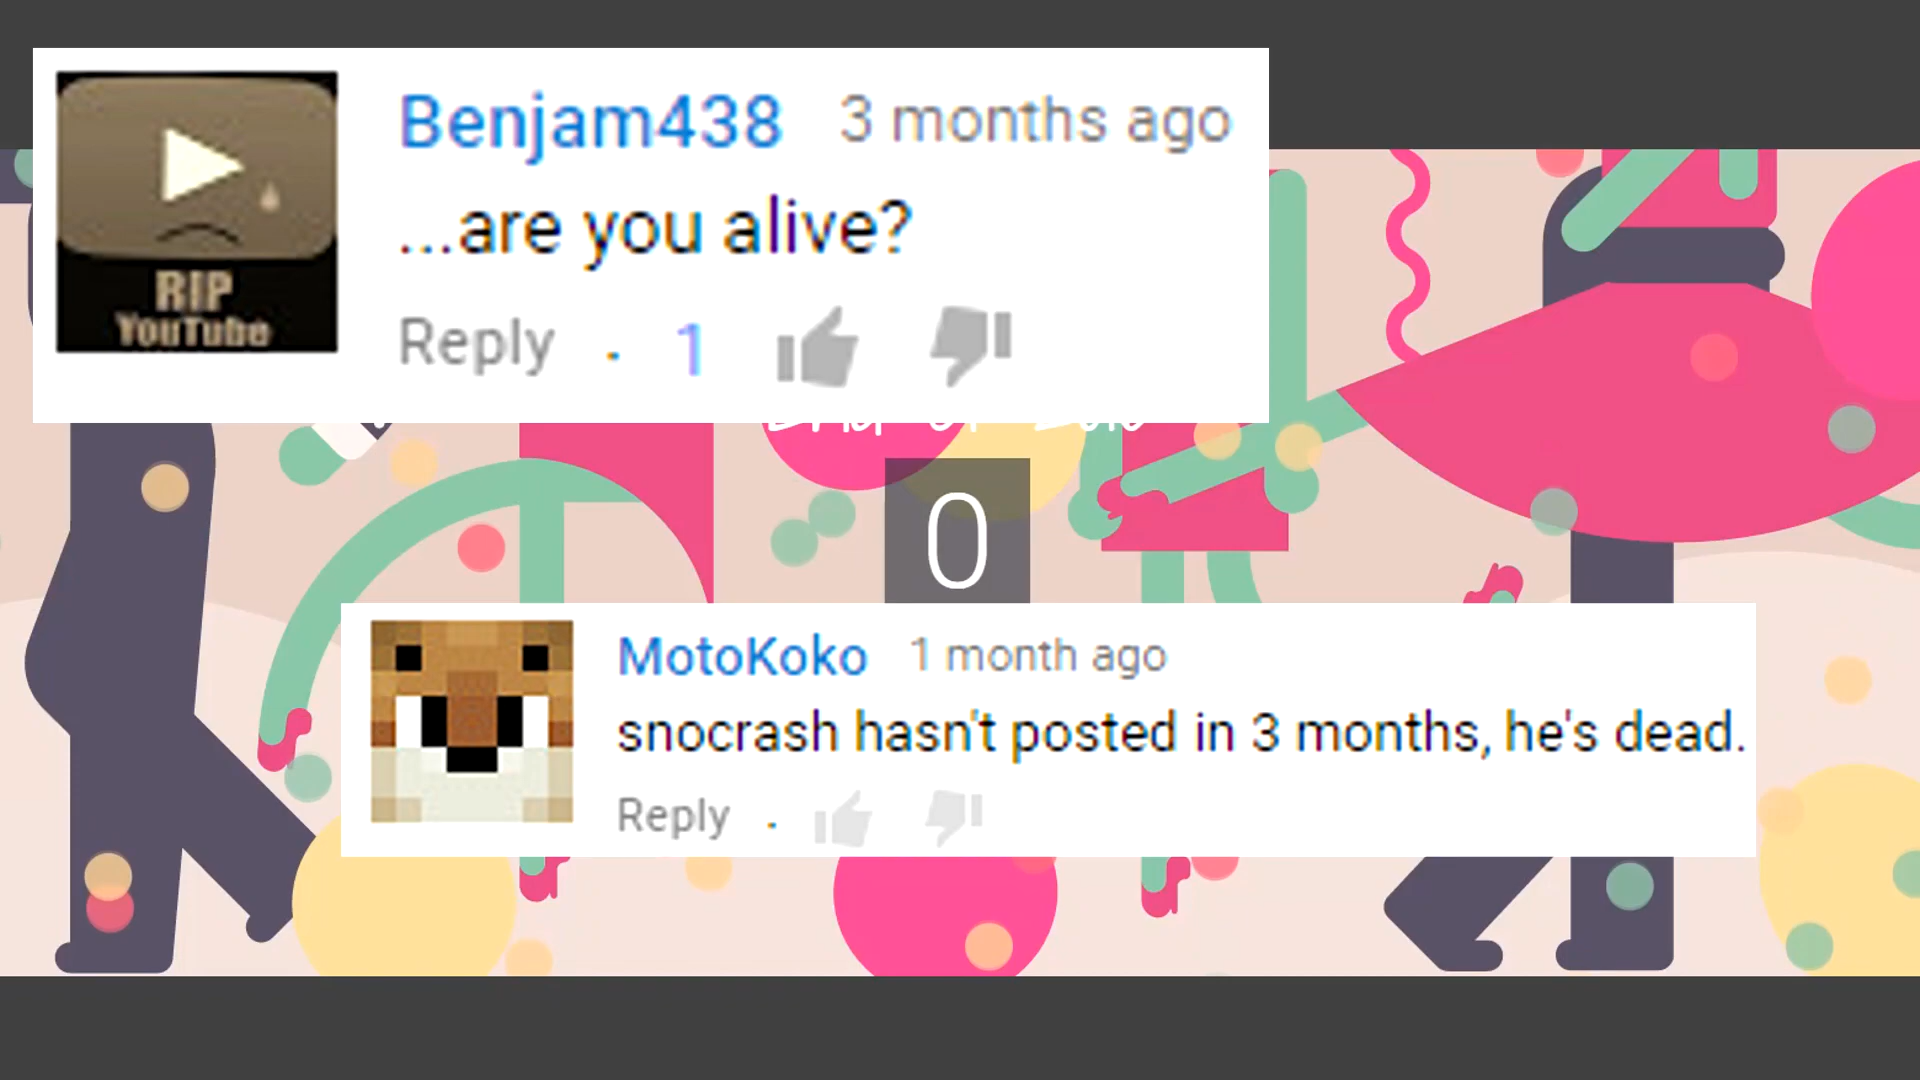 Benjam438 3 months ago
...are you alive?
RIP
YouTube
Reply · 1
0
MotoKoko 1 month ago
snocrash hasn't posted in 3 months, he's dead.
Reply ·